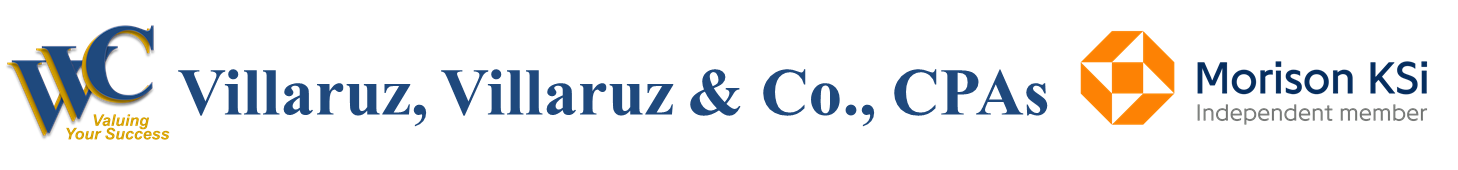 VVC
Valuing
Your Success
Villaruz, Villaruz & Co., CPAs
Morison KSi
Independent member